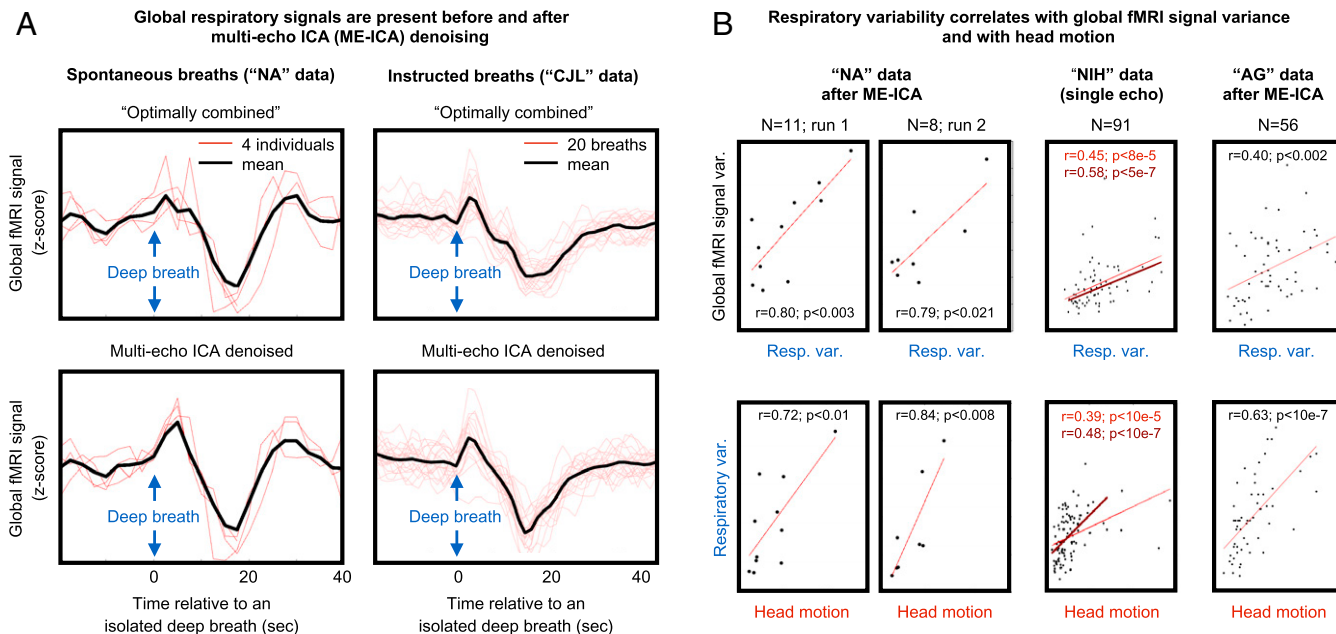 A
Global respiratory signals are present before and after
multi-echo ICA (ME-ICA) denoising
Spontaneous breaths (“NA” data)
Instructed breaths (“CJL” data)
“Optimally combined”
“Optimally combined”
4 individuals
mean
20 breaths
mean
Global fMRI signal
(z-score)
Deep breath
Deep breath
Multi-echo ICA denoised
Multi-echo ICA denoised
Global fMRI signal
(z-score)
Deep breath
Deep breath
0
20
40
0
20
40
Time relative to an
isolated deep breath (sec)
Time relative to an
isolated deep breath (sec)
B
Respiratory variability correlates with global fMRI signal variance
and with head motion
“NA” data
after ME-ICA
“NIH” data
(single echo)
“AG” data
after ME-ICA
N=11; run 1
N=8; run 2
N=91
N=56
Global fMRI signal var.
r=0.80; p<0.003
r=0.79; p<0.021
r=0.45; p<8e-5
r=0.58; p<5e-7
r=0.40; p<0.002
Resp. var.
Resp. var.
Resp. var.
Resp. var.
Respiratory var.
r=0.72; p<0.01
r=0.84; p<0.008
r=0.39; p<10e-5
r=0.48; p<10e-7
r=0.63; p<10e-7
Head motion
Head motion
Head motion
Head motion